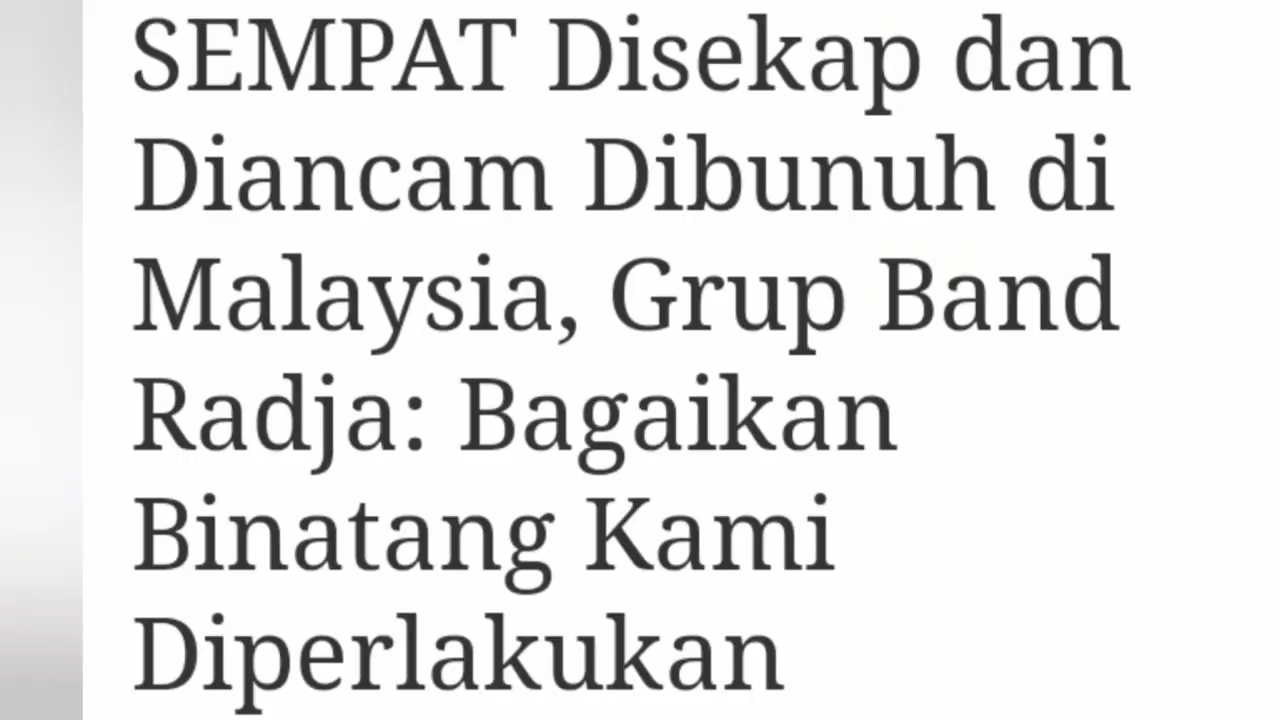 SEMPAT Disekap dan
Diancam Dibunuh di
Malaysia, Grup Band
Radja: Bagaikan
Binatang Kami
Diperlakukan